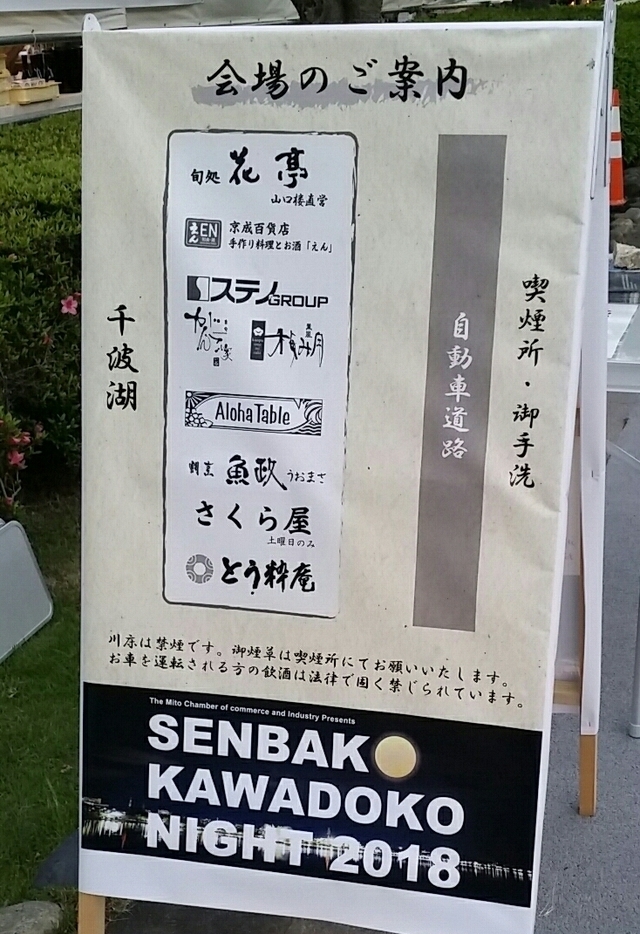 会場のご案内
旬処 花亭
山口楼直営
えん EN
京成百貨店
手作り料理とお酒「えん」
ステノGROUP
Aloha Table
割烹 魚政 うおまさ
さくら屋
土曜日のみ
とう粋庵
千波湖
自動車道路
喫煙所・御手洗
川床は禁煙です。御煙草は喫煙所にてお願いいたします。
お車を運転される方の飲酒は法律で固く禁じられています。
The Mito Chamber of commerce and Industry Presents
SENBAKO
KAWADOKO
NIGHT 2018